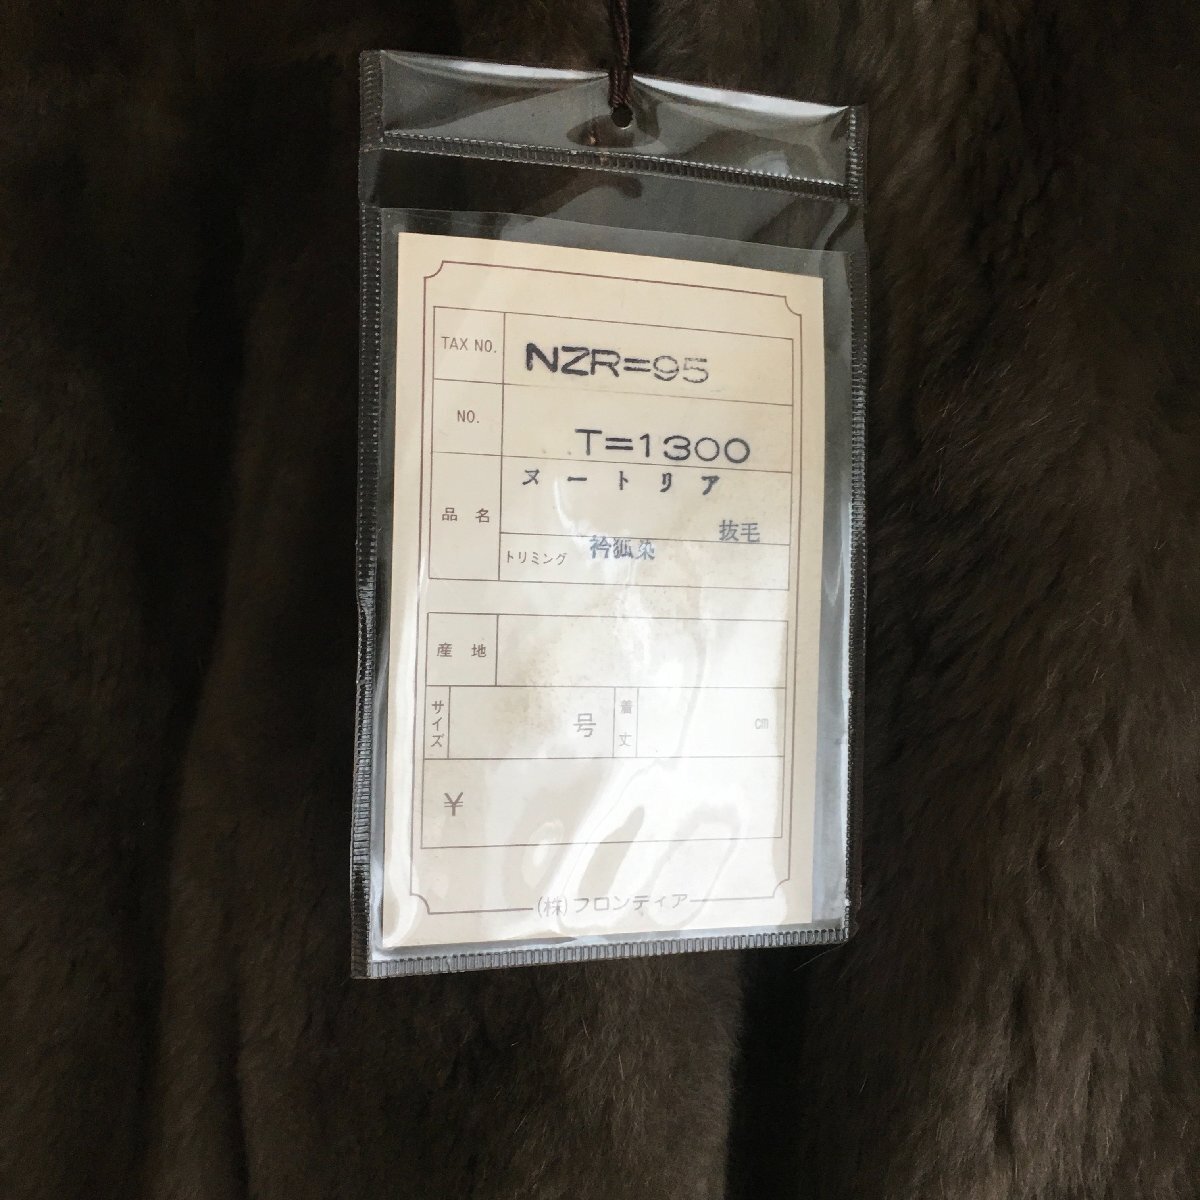 TAX NO. NZR=95
NO. T=1300
品名 ヌートリア
抜毛
トリミング 衿狐染
産地
サイズ 号 着丈 cm
¥
(株)フロンティア